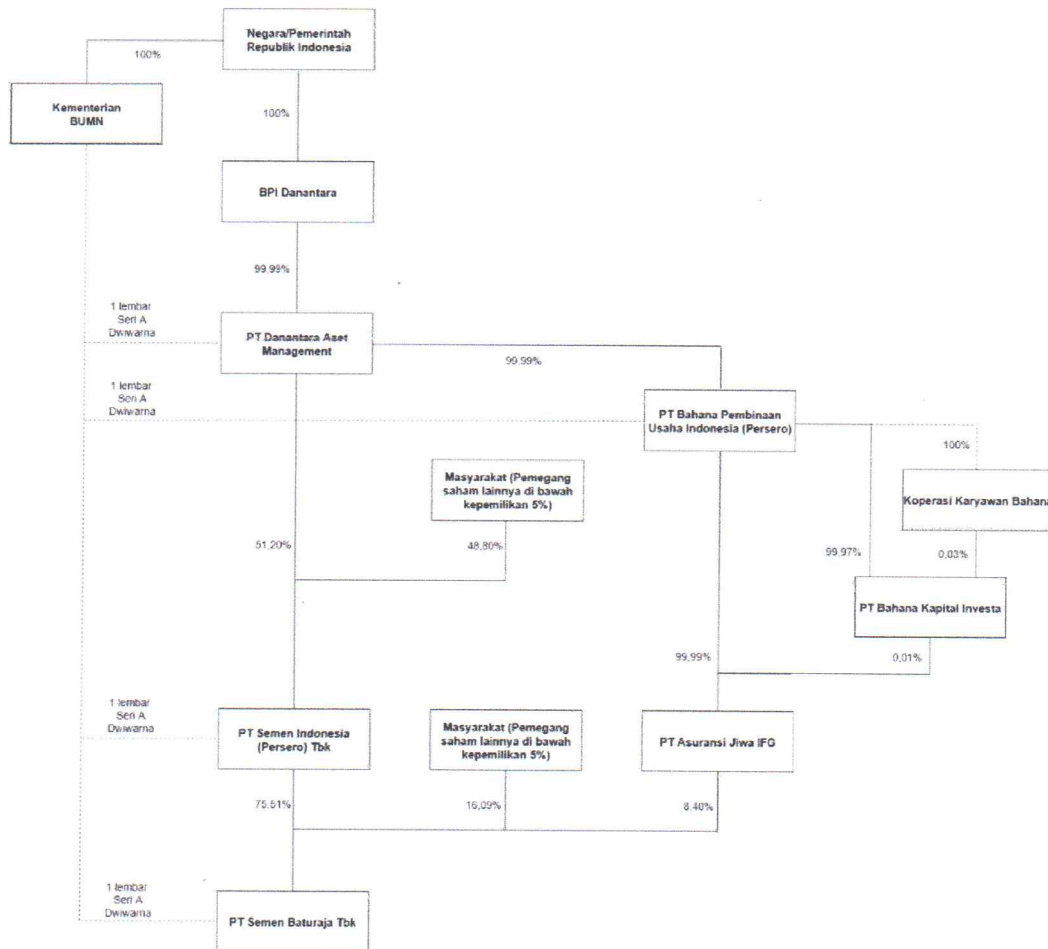 Negara/Pemerintah
Republik Indonesia
100%
Kementerian
BUMN
100%
BPI Danantara
99,99%
1 lembar
Seri A
Dwiwarna
PT Danantara Aset
Management
99,99%
1 lembar
Seri A
Dwiwarna
PT Bahana Pembinaan
Usaha Indonesia (Persero)
100%
Masyarakat (Pemegang
saham lainnya di bawah
kepemilikan 5%)
Koperasi Karyawan Bahana
51,20%
48,80%
99,97%
0,03%
PT Bahana Kapital Investa
99,99%
0,01%
1 lembar
Seri A
Dwiwarna
PT Semen Indonesia
(Persero) Tbk
Masyarakat (Pemegang
saham lainnya di bawah
kepemilikan 5%)
PT Asuransi Jiwa IFG
75,51%
16,09%
8,40%
1 lembar
Seri A
Dwiwarna
PT Semen Baturaja Tbk